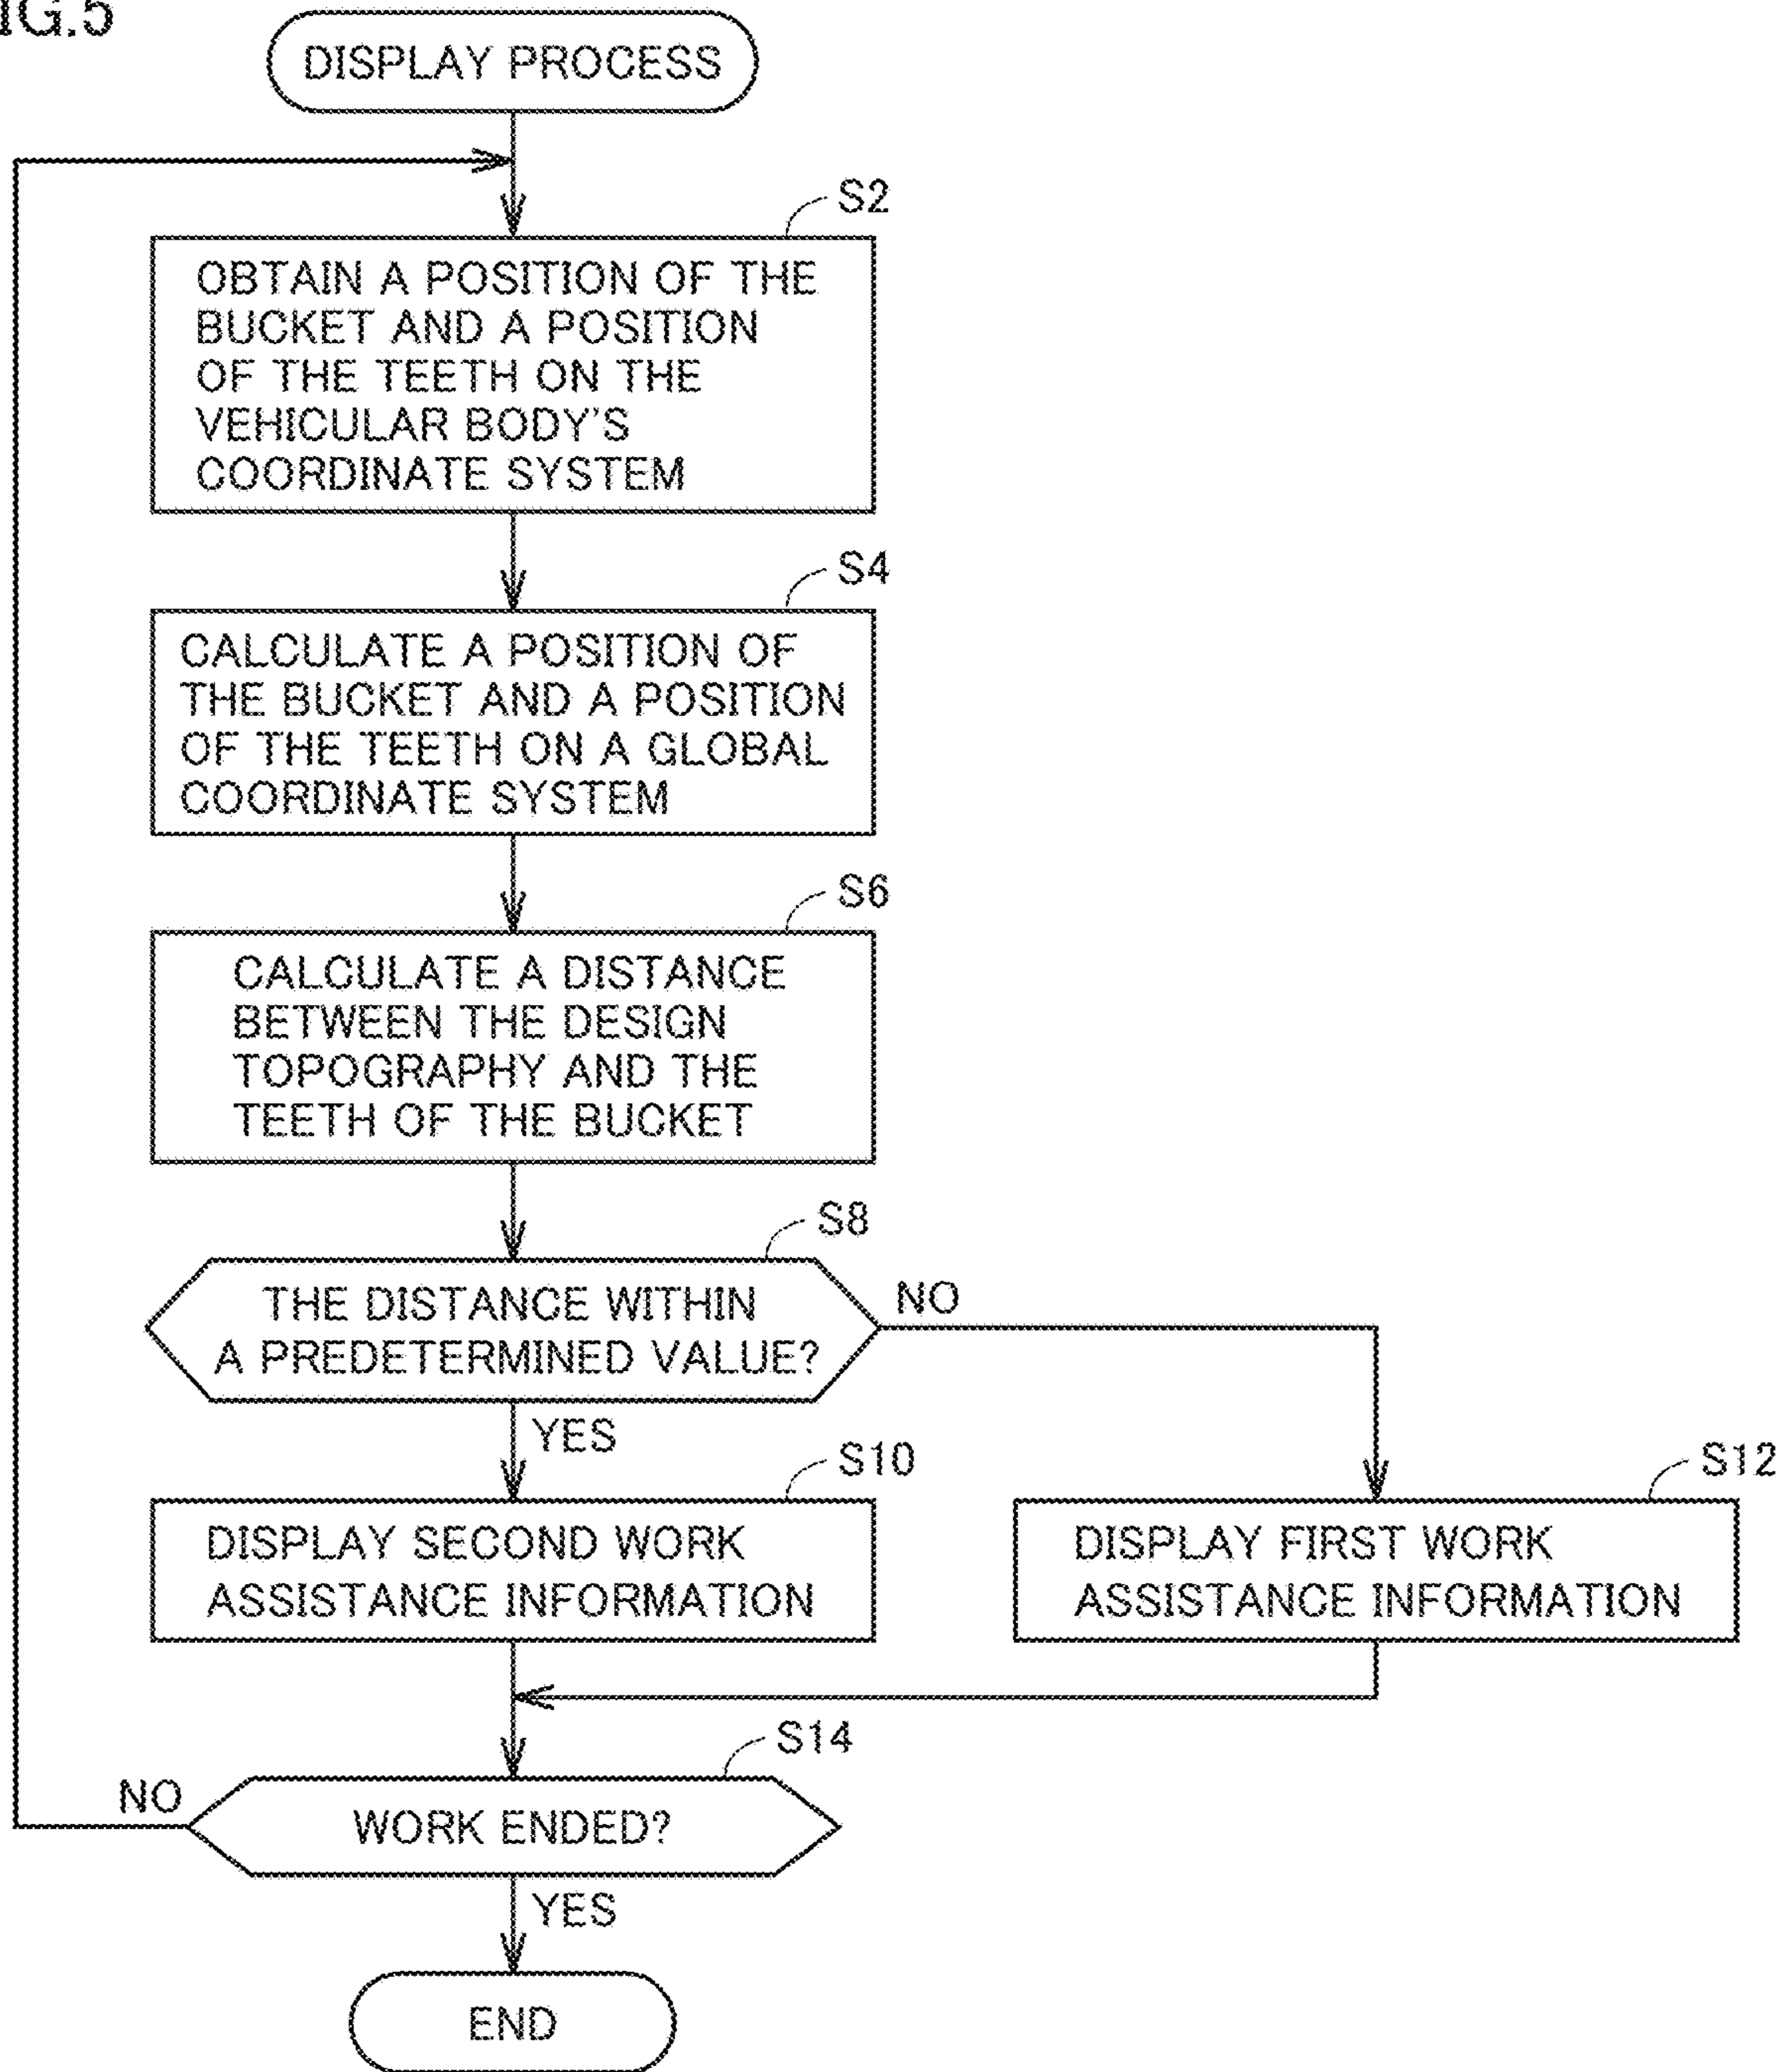 IG.5
DISPLAY PROCESS
S2
OBTAIN A POSITION OF THE
BUCKET AND A POSITION
OF THE TEETH ON THE
VEHICULAR BODY'S
COORDINATE SYSTEM
S4
CALCULATE A POSITION OF
THE BUCKET AND A POSITION
OF THE TEETH ON A GLOBAL
COORDINATE SYSTEM
S6
CALCULATE A DISTANCE
BETWEEN THE DESIGN
TOPOGRAPHY AND THE
TEETH OF THE BUCKET
S8
THE DISTANCE WITHIN
A PREDETERMINED VALUE?
NO
YES
S10
DISPLAY SECOND WORK
ASSISTANCE INFORMATION
S12
DISPLAY FIRST WORK
ASSISTANCE INFORMATION
S14
NO
WORK ENDED?
YES
END